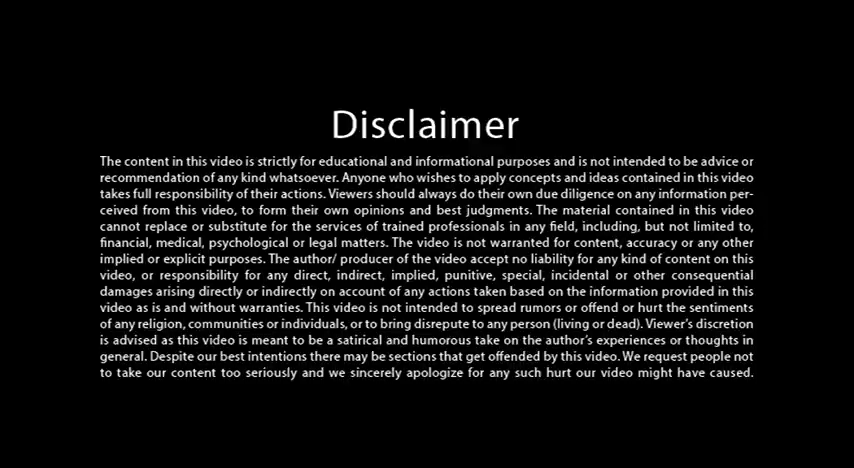 Disclaimer
The content in this video is strictly for educational and informational purposes and is not intended to be advice or
recommendation of any kind whatsoever. Anyone who wishes to apply concepts and ideas contained in this video
takes full responsibility of their actions. Viewers should always do their own due diligence on any information per-
ceived from this video, to form their own opinions and best judgments. The material contained in this video
cannot replace or substitute for the services of trained professionals in any field, including, but not limited to,
financial, medical, psychological or legal matters. The video is not warranted for content, accuracy or any other
implied or explicit purposes. The author/ producer of the video accept no liability for any kind of content on this
video, or responsibility for any direct, indirect, implied, punitive, special, incidental or other consequential
damages arising directly or indirectly on account of any actions taken based on the information provided in this
video as is and without warranties. This video is not intended to spread rumors or offend or hurt the sentiments
of any religion, communities or individuals, or to bring disrepute to any person (living or dead). Viewer's discretion
is advised as this video is meant to be a satirical and humorous take on the author's experiences or thoughts in
general. Despite our best intentions there may be sections that get offended by this video. We request people not
to take our content too seriously and we sincerely apologize for any such hurt our video might have caused.